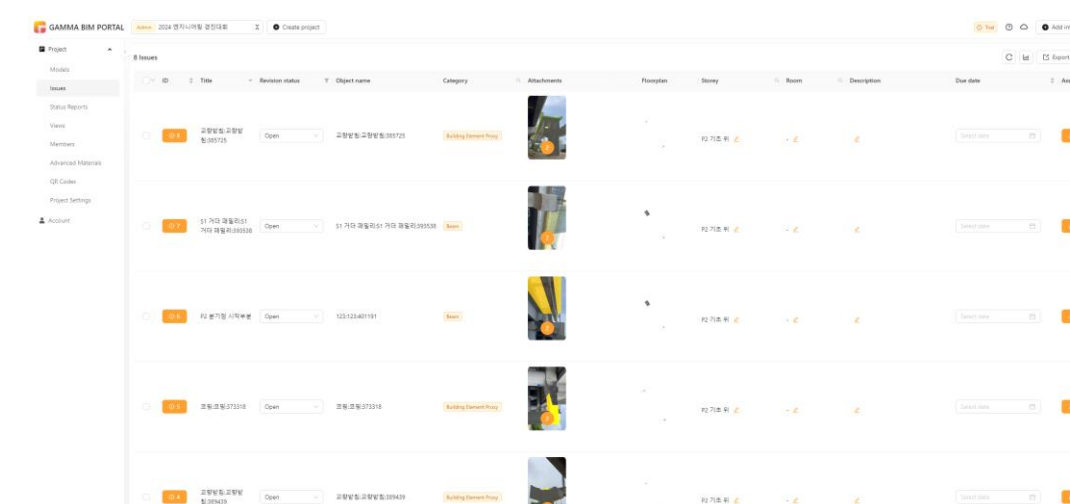 GAMMA BIM PORTAL
Admin 2024 엔지니어링 경진대회 Create project
Trial
Add in
Project
Models
Issues
Status Reports
Views
Members
Advanced Materials
QR Codes
Project Settings
Account
8 Issues
Export
ID Title Revision status Object name Category Attachments Floorplan Storey Room Description Due date
8 교량받침:교량받
침:385725 Open 교량받침:교량받침:385725 Building Element Proxy P2 기초 위 - Select date
7 S1 거더 패밀리:S1
거더 패밀리:393538 Open S1 거더 패밀리:S1 거더 패밀리:393538 Beam P2 기초 위 - Select date
6 P2 분기점 시작부분 Open 123:123:401191 Beam P2 기초 위 - Select date
5 코핑:코핑:373318 Open 코핑:코핑:373318 Building Element Proxy P2 기초 위 - Select date
4 교량받침:교량받
침:389439 Open 교량받침:교량받침:389439 Building Element Proxy P2 기초 위 - Select date